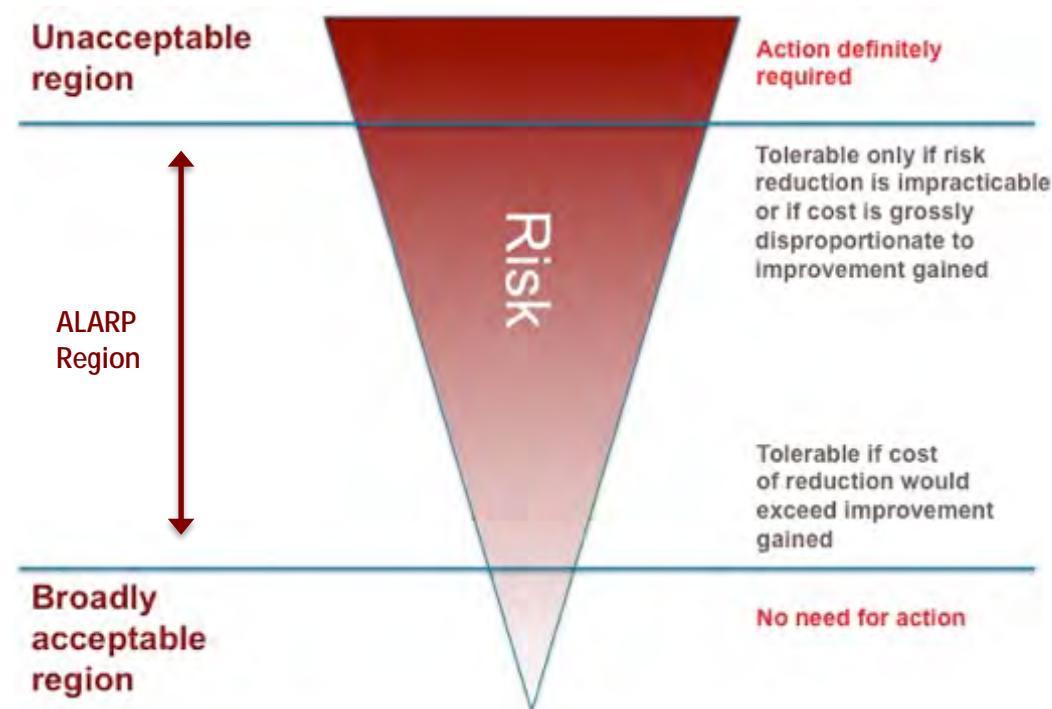 Unacceptable
region
Action definitely
required
Risk
ALARP
Region
Tolerable only if risk
reduction is impracticable
or if cost is grossly
disproportionate to
improvement gained
Tolerable if cost
of reduction would
exceed improvement
gained
Broadly
acceptable
region
No need for action